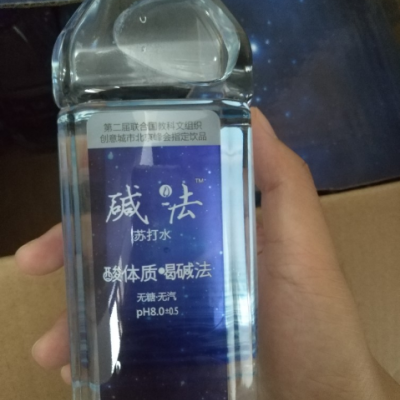 第二届联合国教科文组织
创意城市北京峰会指定饮品
碱法™
苏打水
酸体质•喝碱法
无糖·无汽
pH8.0±0.5